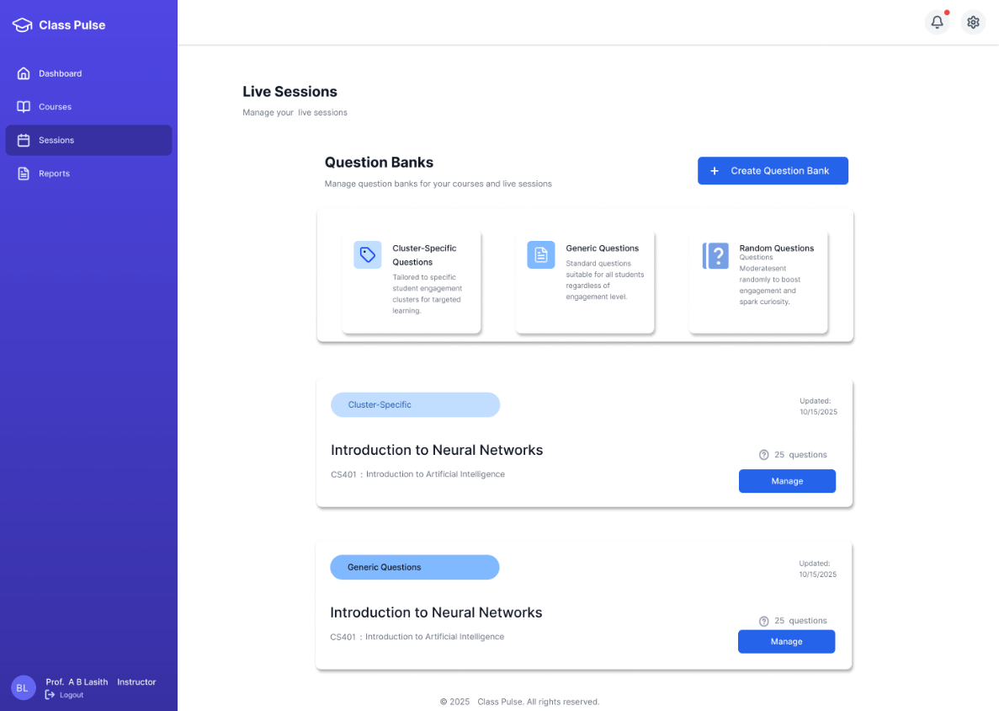 Class Pulse
Dashboard
Courses
Sessions
Reports
Live Sessions
Manage your live sessions
Question Banks
Manage question banks for your courses and live sessions
+ Create Question Bank
Cluster-Specific
Questions
Tailored to specific
student engagement
clusters for targeted
learning.
Generic Questions
Standard questions
suitable for all students
regardless of
engagement level.
Random Questions
Questions
Moderatesent
randomly to boost
engagement and
spark curiosity.
Cluster-Specific
Updated:
10/15/2025
Introduction to Neural Networks
25 questions
CS401 : Introduction to Artificial Intelligence
Manage
Generic Questions
Updated:
10/15/2025
Introduction to Neural Networks
25 questions
CS401 : Introduction to Artificial Intelligence
Manage
BL
Prof. A B Lasith Instructor
Logout
© 2025 Class Pulse. All rights reserved.